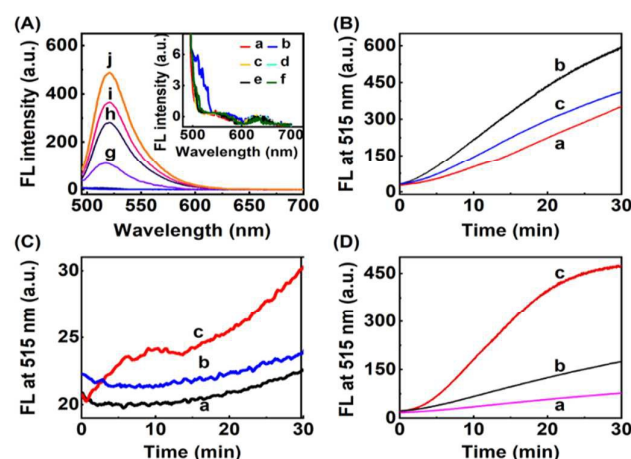 (A)
FL intensity (a.u.)
600
400
200
0
j
i
h
g
500
550
600
650
700
Wavelength (nm)
FL intensity (a.u.)
6
3
0
a
b
c
d
e
f
500
600
700
Wavelength (nm)
(B)
FL at 515 nm (a.u.)
600
450
300
150
0
b
c
a
0
10
20
30
Time (min)
(C)
FL at 515 nm (a.u.)
30
25
20
c
b
a
0
10
20
30
Time (min)
(D)
FL at 515 nm (a.u.)
450
300
150
0
c
b
a
0
10
20
30
Time (min)